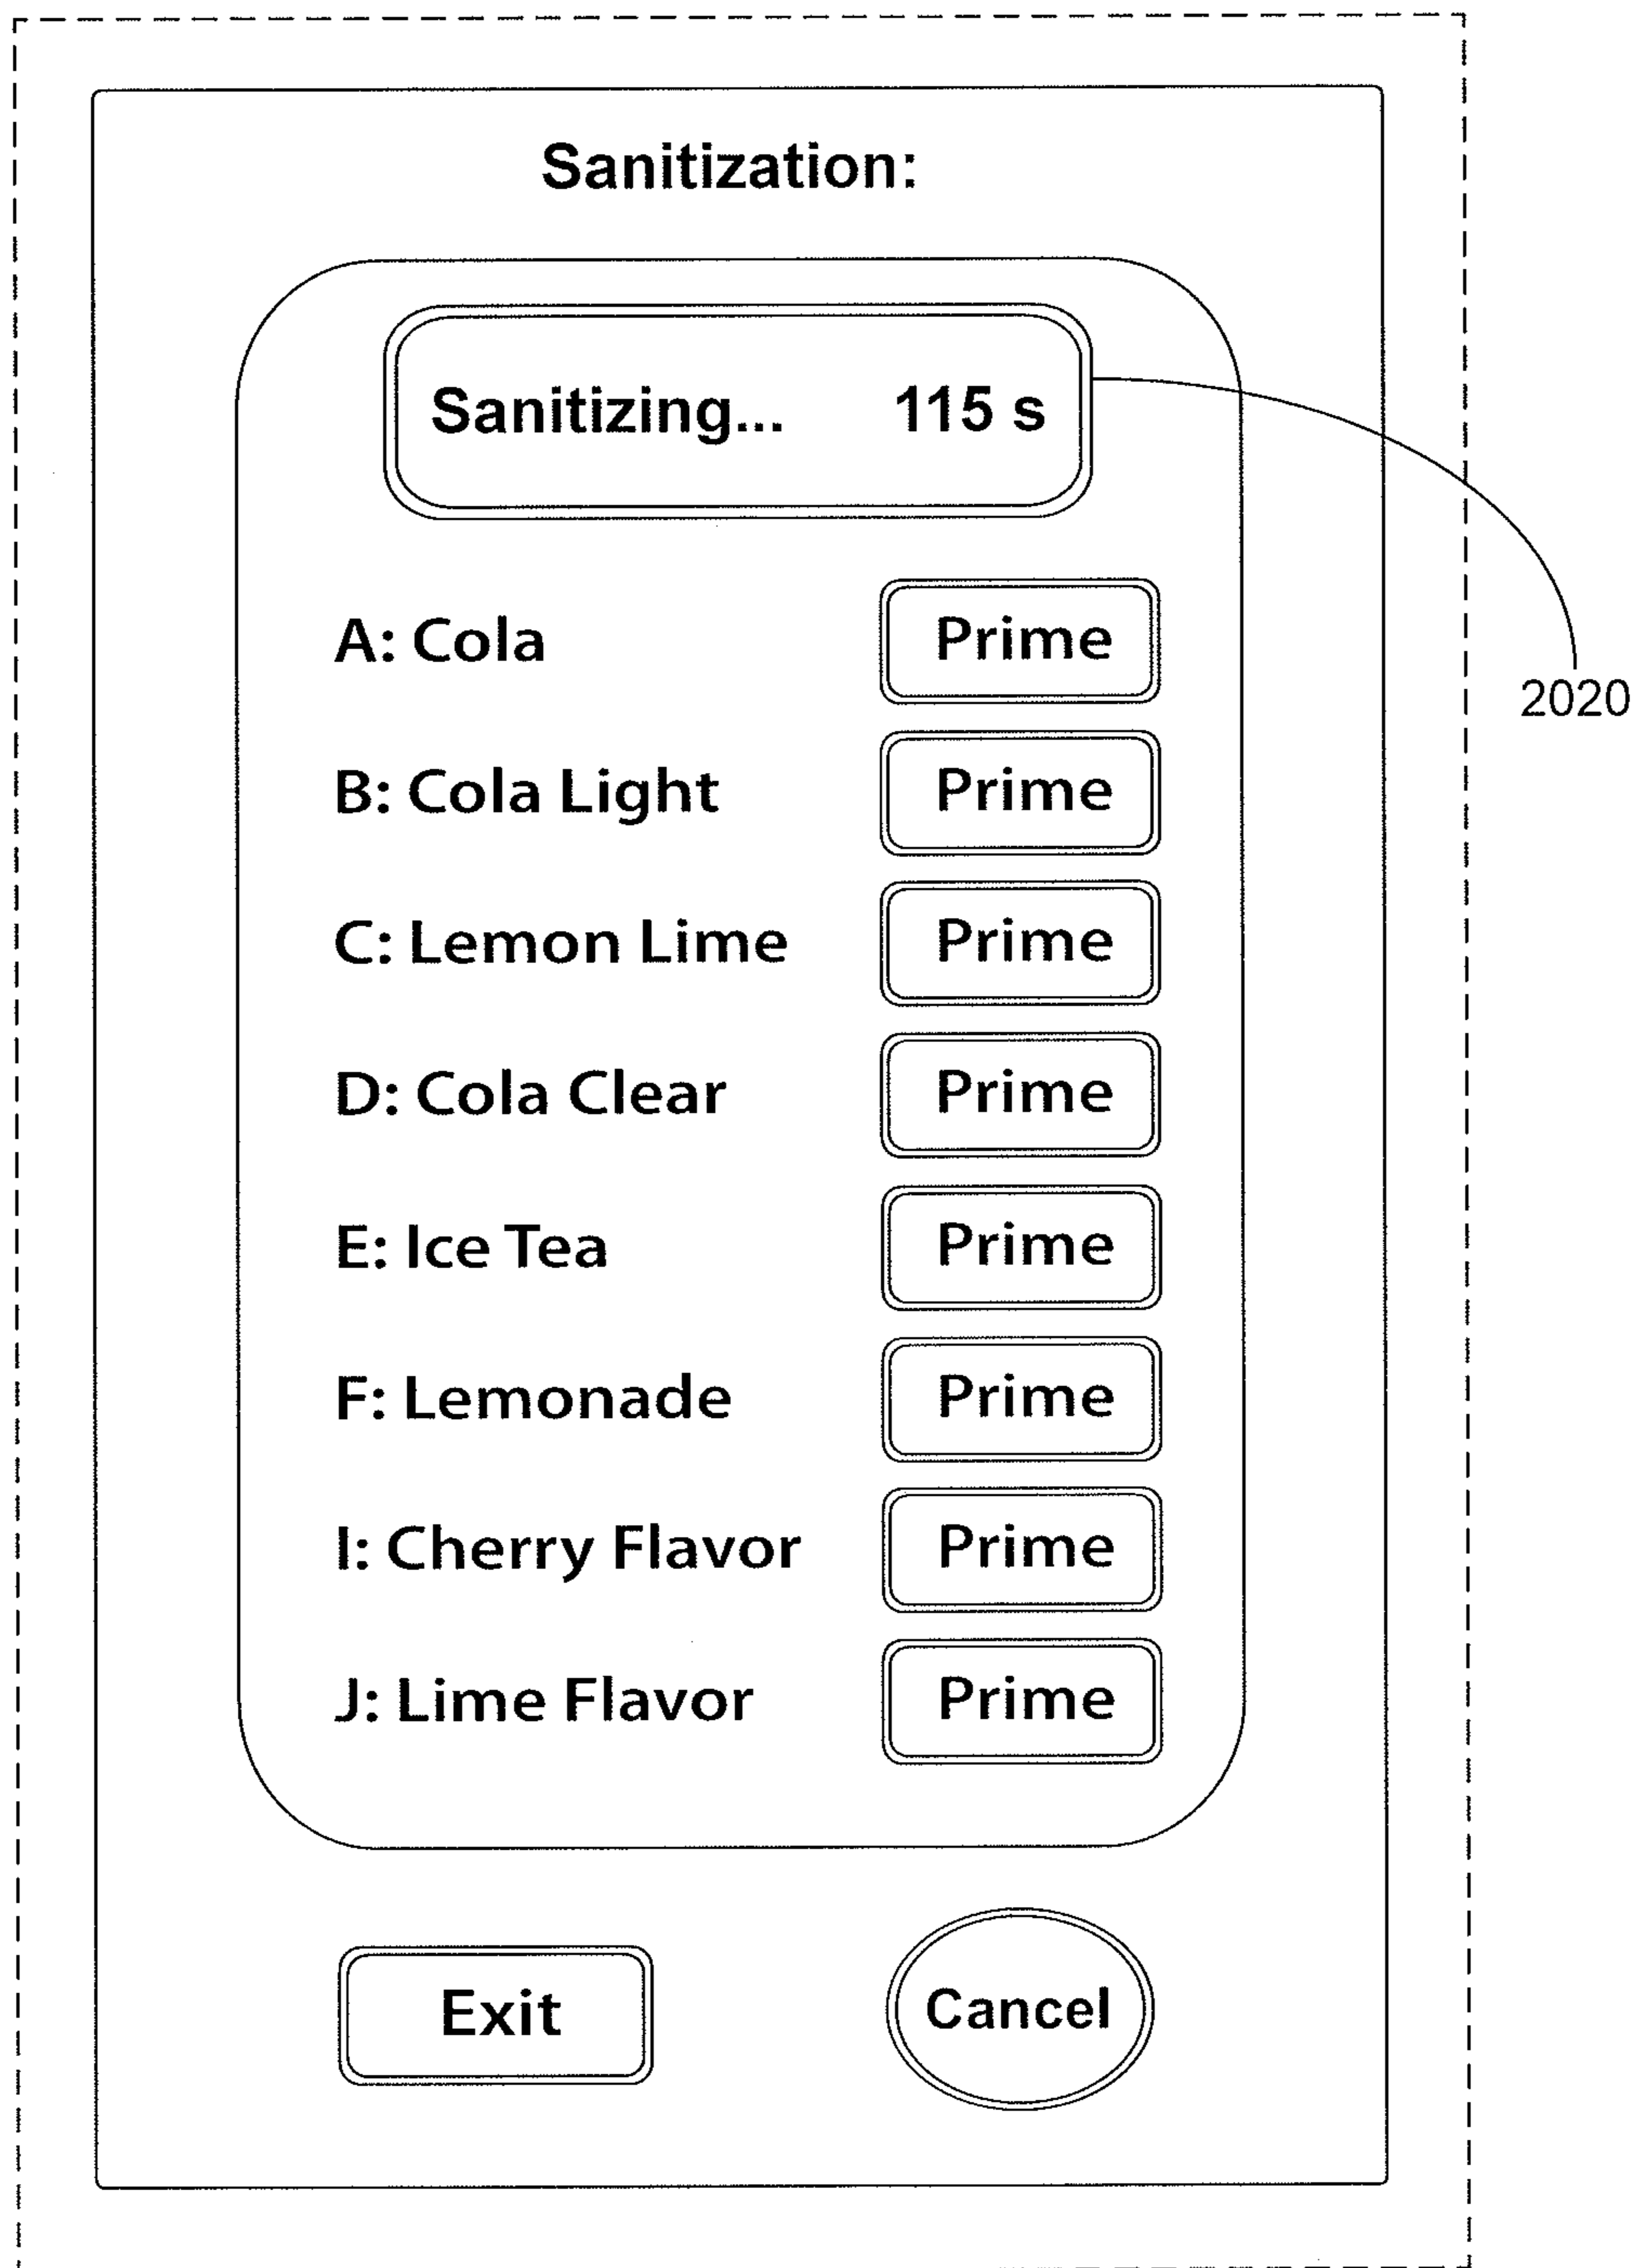 Sanitization:
Sanitizing... 115 s
A: Cola Prime
2020
B: Cola Light Prime
C: Lemon Lime Prime
D: Cola Clear Prime
E: Ice Tea Prime
F: Lemonade Prime
I: Cherry Flavor Prime
J: Lime Flavor Prime
Exit Cancel